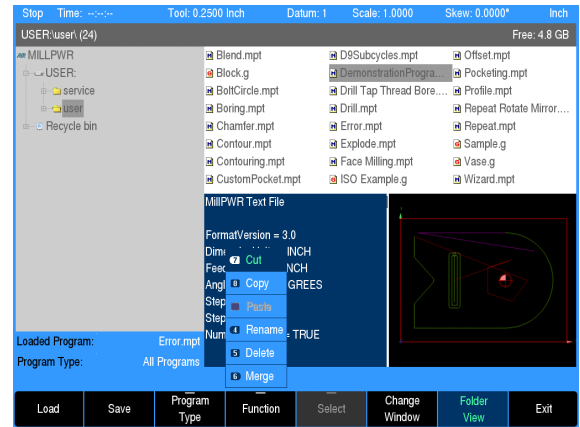 Stop Time: --:--:-- Tool: 0.2500 Inch Datum: 1 Scale: 1.0000 Skew: 0.0000° Inch
USER:\user\ (24) Free: 4.8 GB
MILLPWR
USER:
service
user
Recycle bin
Blend.mpt
Block.g
BoltCircle.mpt
Boring.mpt
Chamfer.mpt
Contour.mpt
Contouring.mpt
CustomPocket.mpt
D9Subcycles.mpt
DemonstrationProgra...
Drill Tap Thread Bore....
Drill.mpt
Error.mpt
Explode.mpt
Face Milling.mpt
ISO Example.g
Offset.mpt
Pocketing.mpt
Profile.mpt
Repeat Rotate Mirror....
Repeat.mpt
Sample.g
Vase.g
Wizard.mpt
MillPWR Text File
FormatVersion = 3.0
INCH
NCH
GREES
Step
Step
Num = TRUE
7 Cut
8 Copy
Paste
4 Rename
5 Delete
6 Merge
Loaded Program: Error.mpt
Program Type: All Programs
Load
Save
Program
Type
Function
Select
Change
Window
Folder
View
Exit